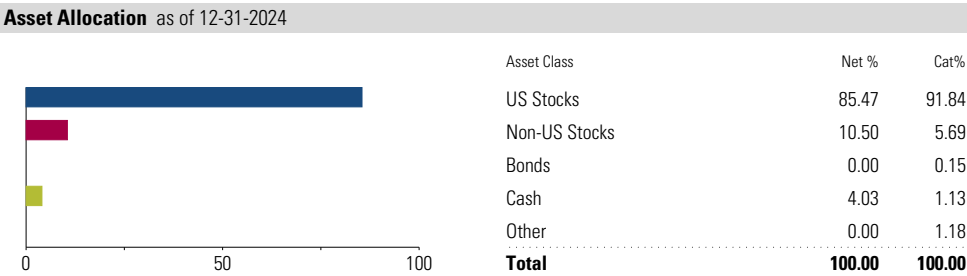 Asset Allocation as of 12-31-2024
Asset Class Net % Cat%
US Stocks 85.47 91.84
Non-US Stocks 10.50 5.69
Bonds 0.00 0.15
Cash 4.03 1.13
Other 0.00 1.18
0 50 100
Total 100.00 100.00